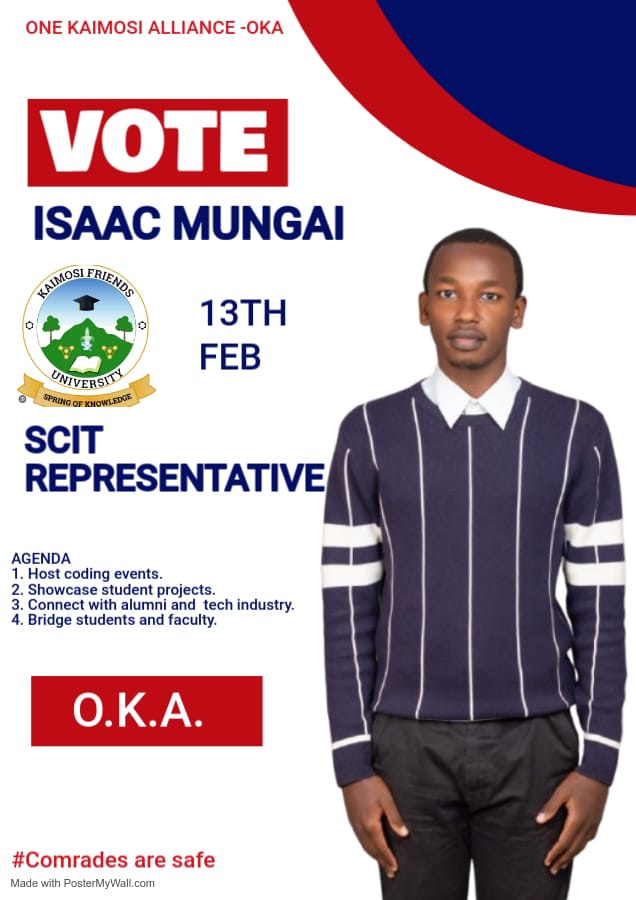 ONE KAIMOSI ALLIANCE -OKA
VOTE
ISAAC MUNGAI
KAIMOSI FRIENDS
UNIVERSITY
SPRING OF KNOWLEDGE
®
13TH
FEB
SCIT
REPRESENTATIVE
AGENDA
1. Host coding events.
2. Showcase student projects.
3. Connect with alumni and  tech industry.
4. Bridge students and faculty.
O.K.A.
#Comrades are safe
Made with PosterMyWall.com